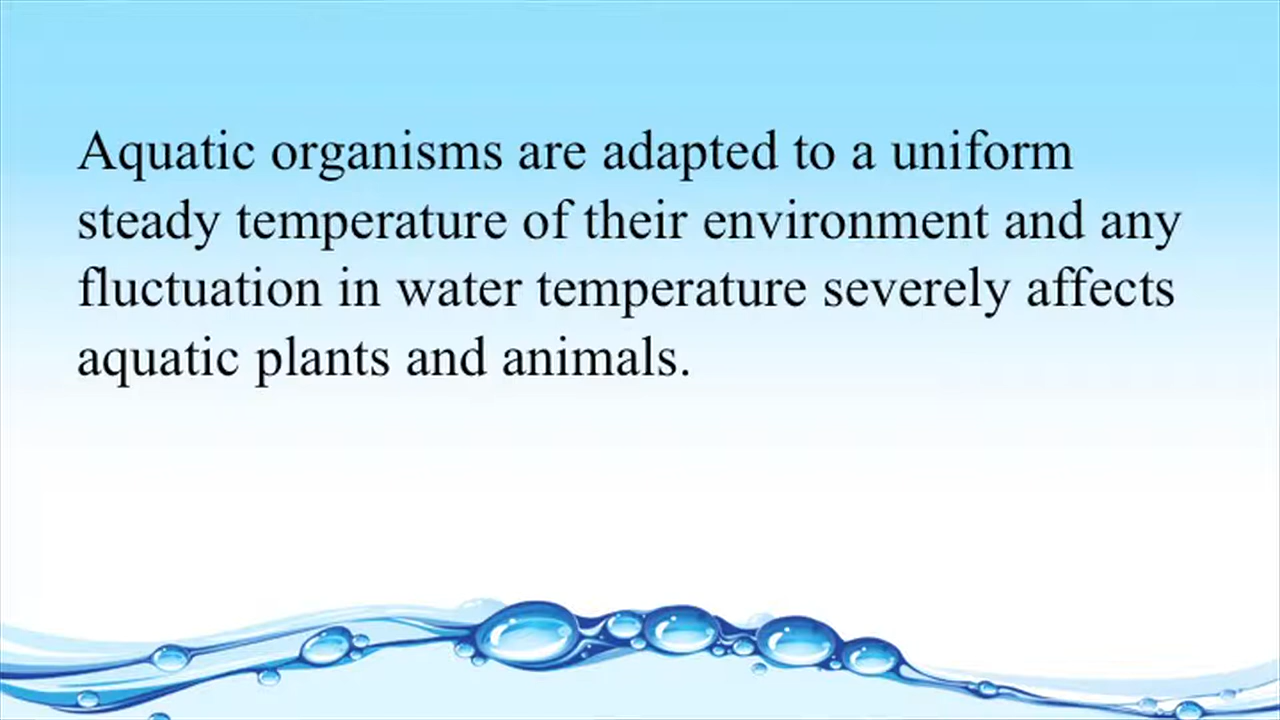 Aquatic organisms are adapted to a uniform
steady temperature of their environment and any
fluctuation in water temperature severely affects
aquatic plants and animals.